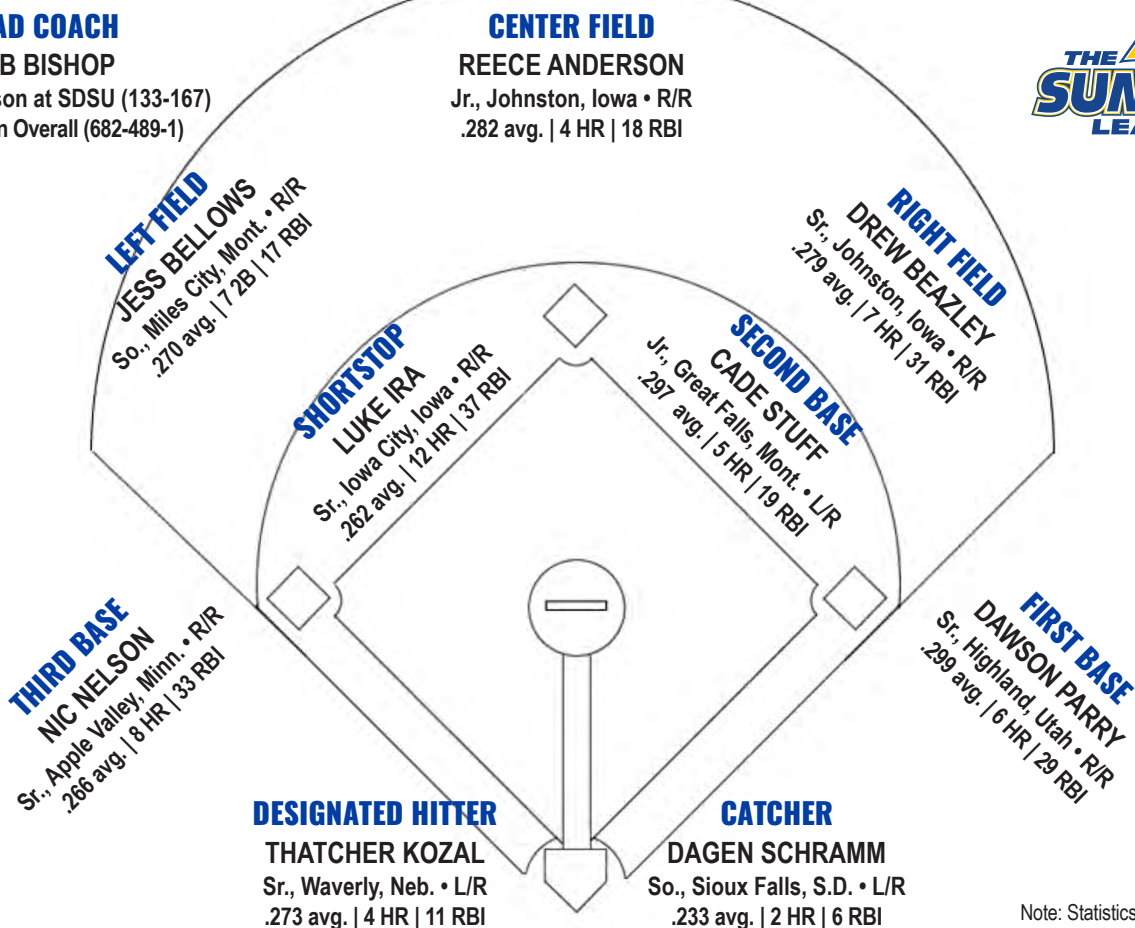 AD COACH
B BISHOP
son at SDSU (133-167)
n Overall (682-489-1)
CENTER FIELD
REECE ANDERSON
Jr., Johnston, Iowa • R/R
.282 avg. | 4 HR | 18 RBI
THE
SUM
LEA
LEFT FIELD
JESS BELLOWS
So., Miles City, Mont. • R/R
.270 avg. | 7 2B | 17 RBI
RIGHT FIELD
DREW BEAZLEY
Sr., Johnston, Iowa • R/R
.279 avg. | 7 HR | 31 RBI
SHORTSTOP
LUKE IRA
Sr., Iowa City, Iowa • R/R
.262 avg. | 12 HR | 37 RBI
SECOND BASE
CADE STUFF
Jr., Great Falls, Mont. • L/R
.297 avg. | 5 HR | 19 RBI
THIRD BASE
NIC NELSON
Sr., Apple Valley, Minn. • R/R
.266 avg. | 8 HR | 33 RBI
FIRST BASE
DAWSON PARRY
Sr., Highland, Utah • R/R
.299 avg. | 6 HR | 29 RBI
DESIGNATED HITTER
THATCHER KOZAL
Sr., Waverly, Neb. • L/R
.273 avg. | 4 HR | 11 RBI
CATCHER
DAGEN SCHRAMM
So., Sioux Falls, S.D. • L/R
.233 avg. | 2 HR | 6 RBI
Note: Statistics